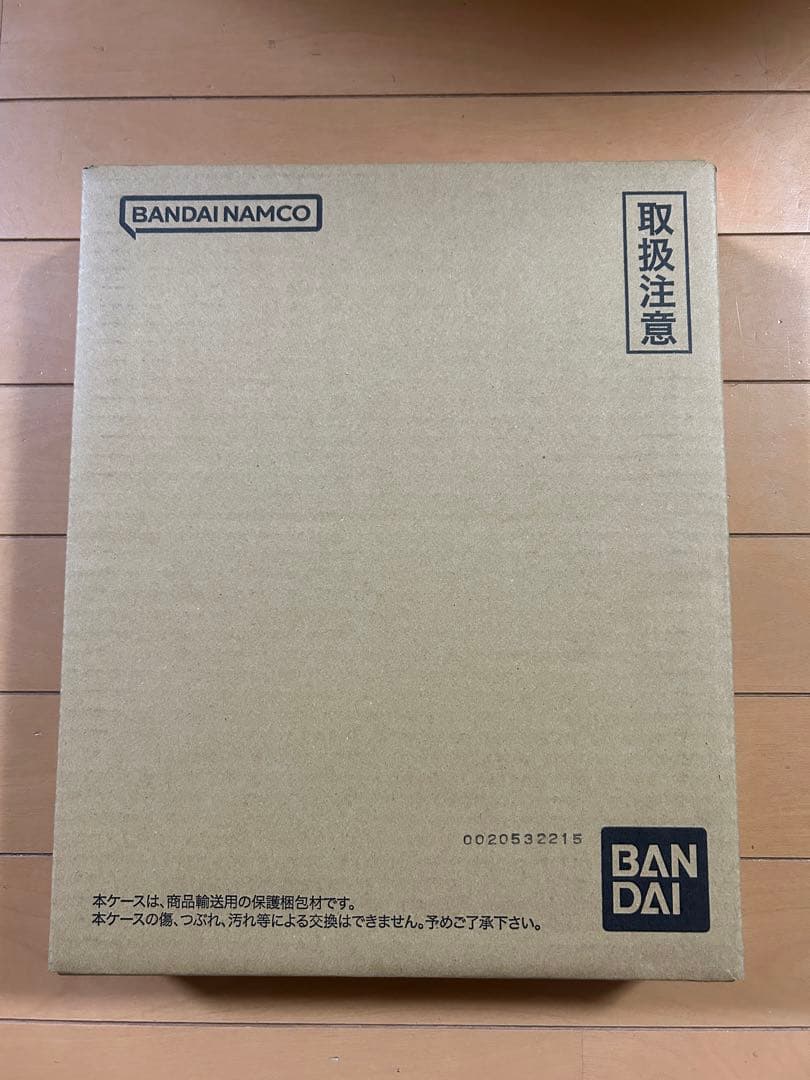 BANDAI NAMCO
取扱注意
0020532215
BAN
DAI
本ケースは、商品輸送用の保護梱包材です。
本ケースの傷、つぶれ、汚れ等による交換はできません。予めご了承下さい。